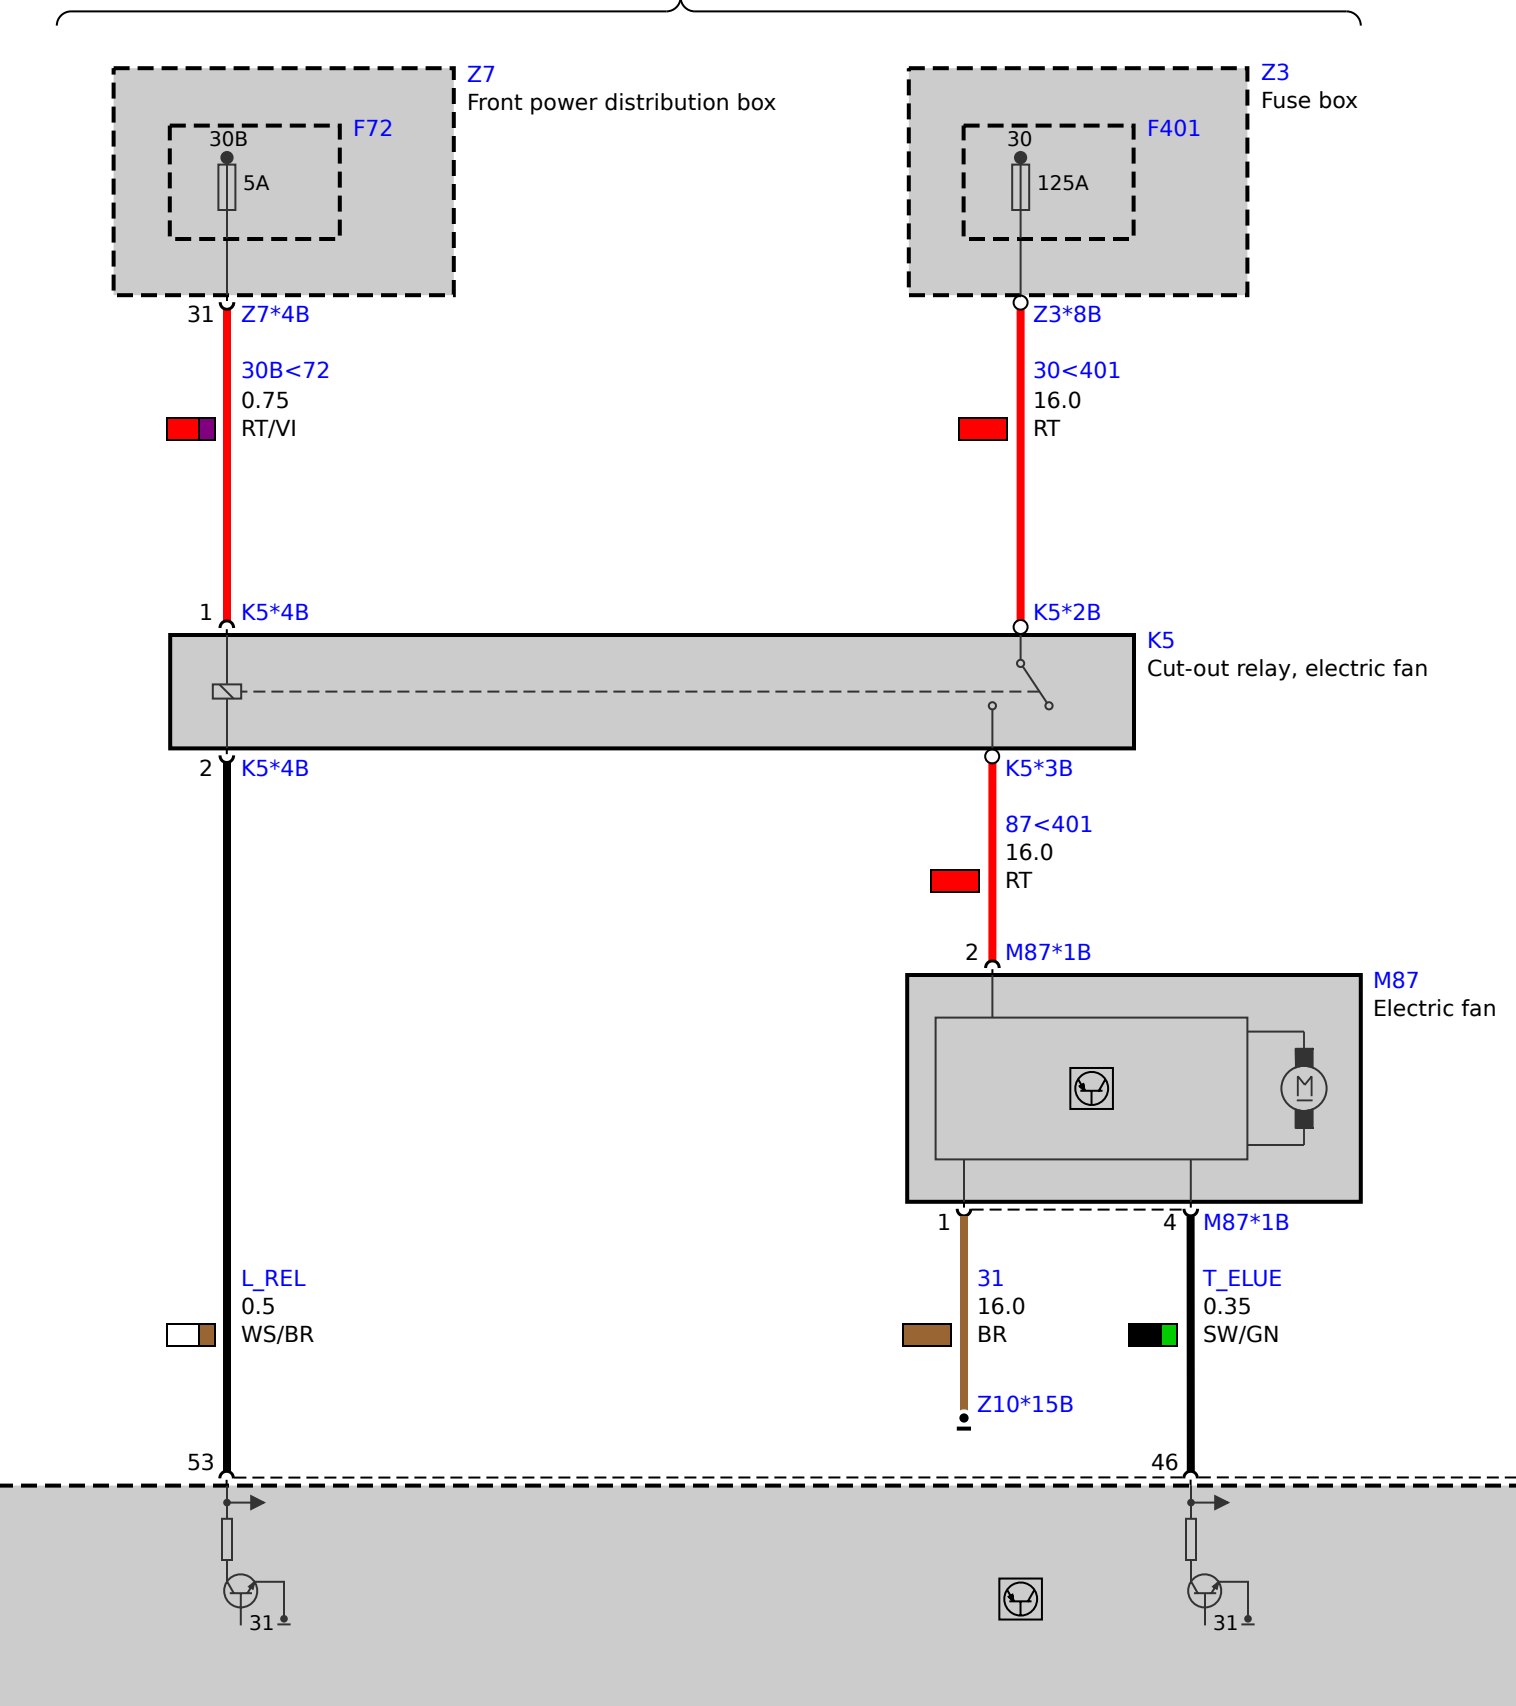 Z7
Front power distribution box
F72
30B
5A
Z3
Fuse box
F401
30
125A
31 Z7*4B
30B<72
0.75
RT/VI
Z3*8B
30<401
16.0
RT
1 K5*4B
K5*2B
K5
Cut-out relay, electric fan
2 K5*4B
K5*3B
87<401
16.0
RT
2 M87*1B
M87
Electric fan
M
1
4 M87*1B
L_REL
0.5
WS/BR
31
16.0
BR
T_ELUE
0.35
SW/GN
Z10*15B
53
46
31
31